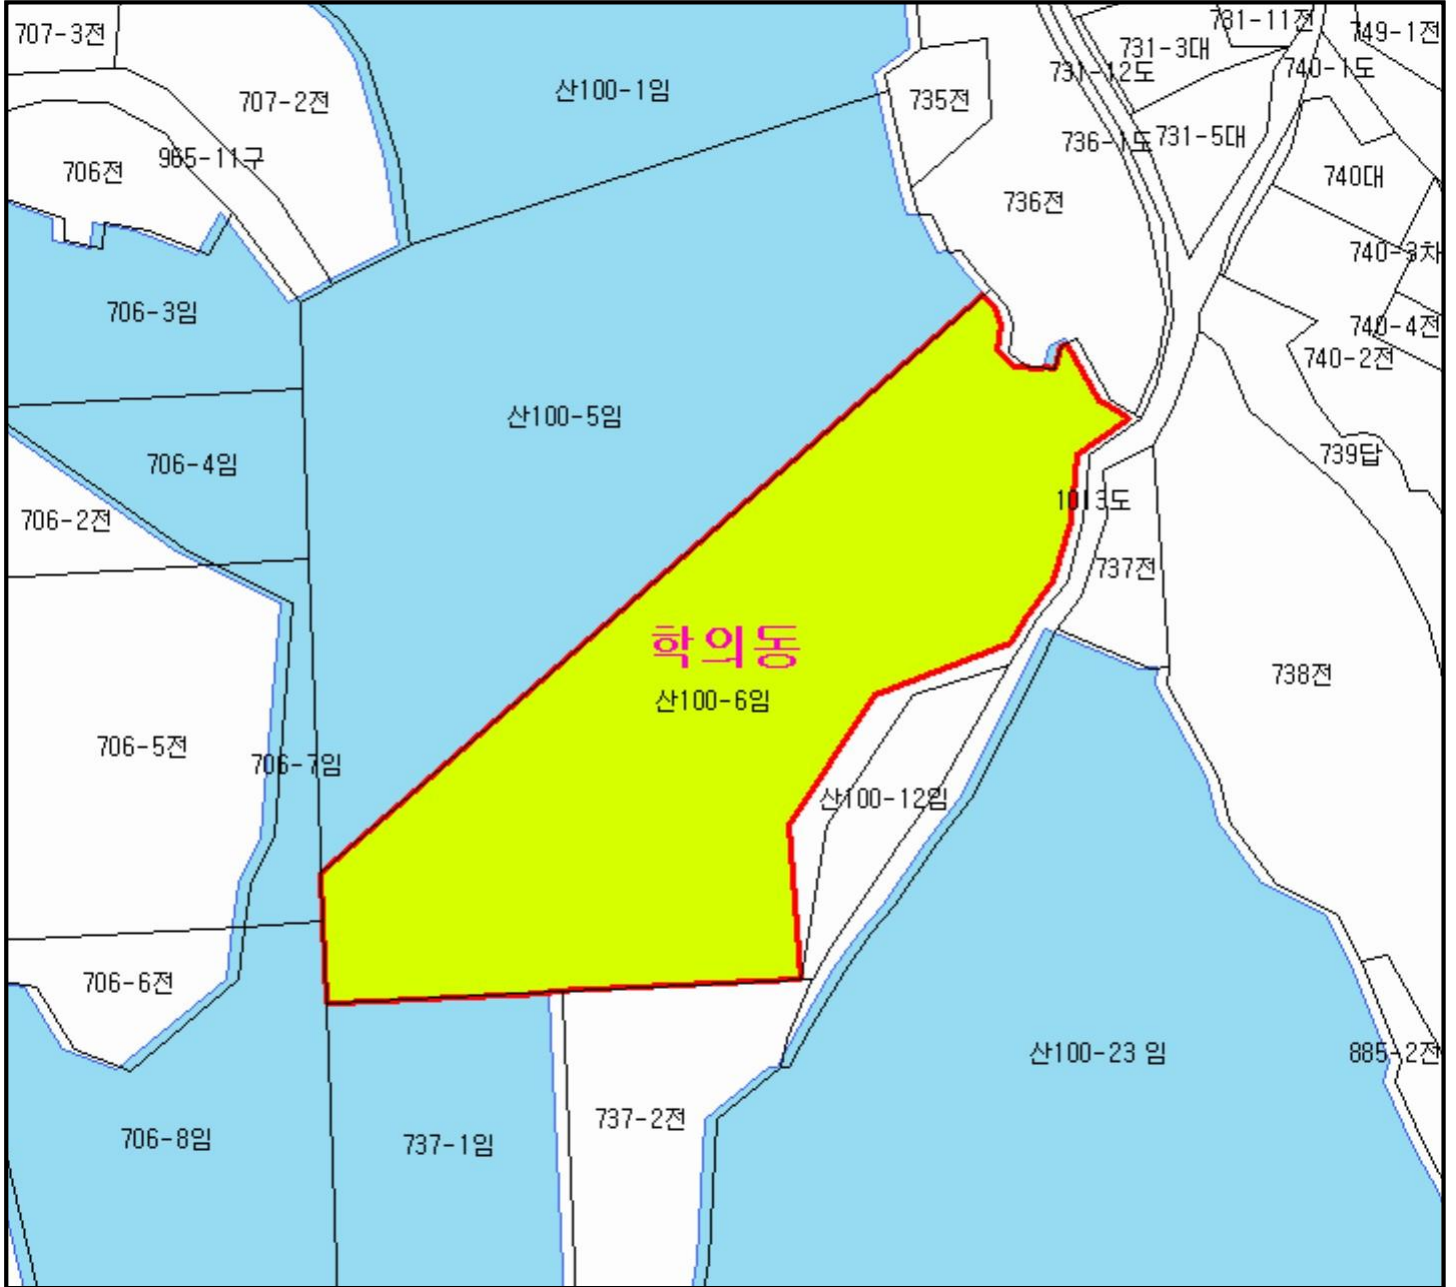 707-3전
731-11전
749-1전
731-3대
731-12도
740-1도
산100-1임
707-2전
735전
736-1도
731-5대
965-11구
706전
740대
736전
740-3차
706-3임
740-4전
740-2전
산100-5임
706-4임
739답
1013도
706-2전
737전
학의동
738전
산100-6임
706-5전
706-7임
산100-12임
706-6전
산100-23 임
885-2전
737-2전
706-8임
737-1임